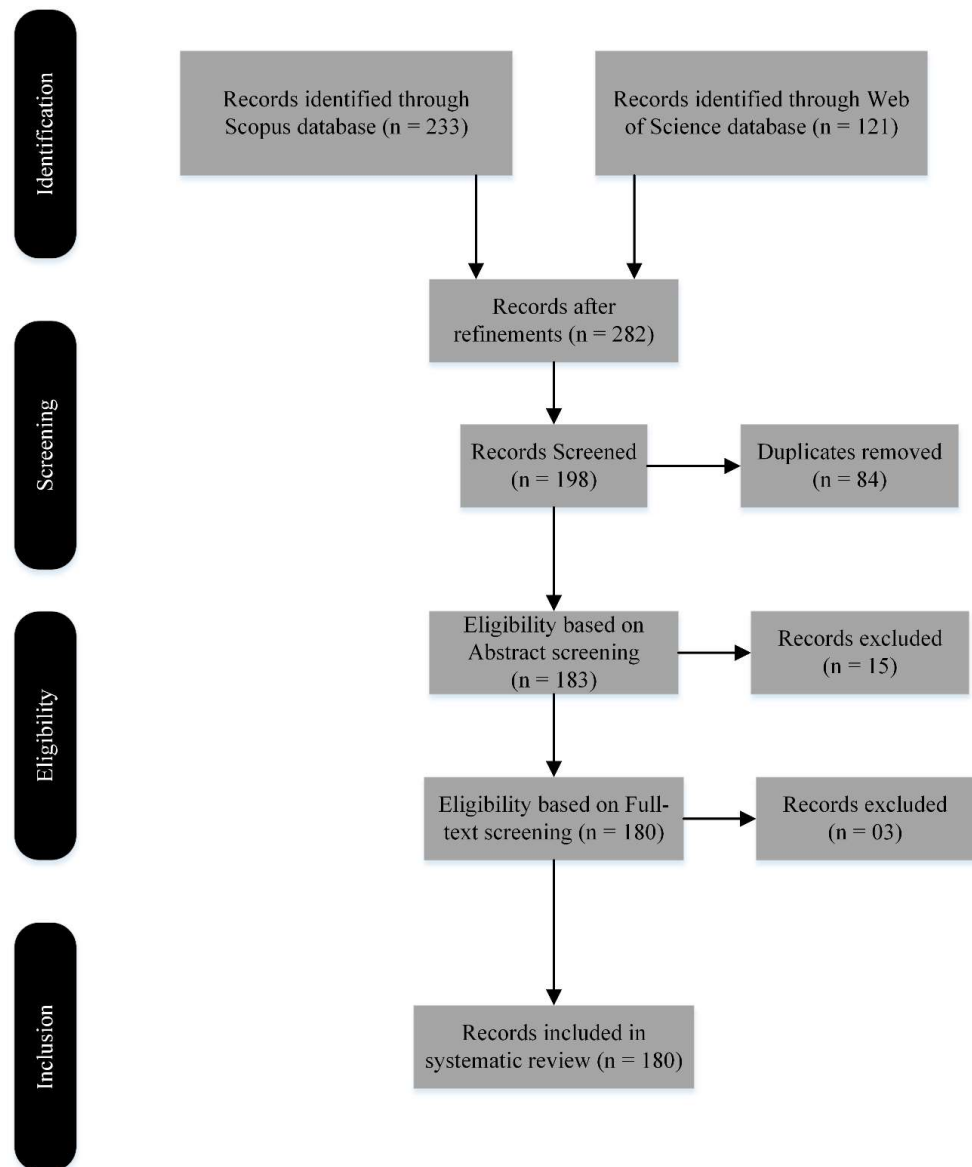 Identification
Records identified through
Scopus database (n = 233)
Records identified through Web
of Science database (n = 121)
Records after
refinements (n = 282)
Screening
Records Screened
(n = 198)
Duplicates removed
(n = 84)
Eligibility
Eligibility based on
Abstract screening
(n = 183)
Records excluded
(n = 15)
Eligibility based on Full-
text screening (n = 180)
Records excluded
(n = 03)
Inclusion
Records included in
systematic review (n = 180)